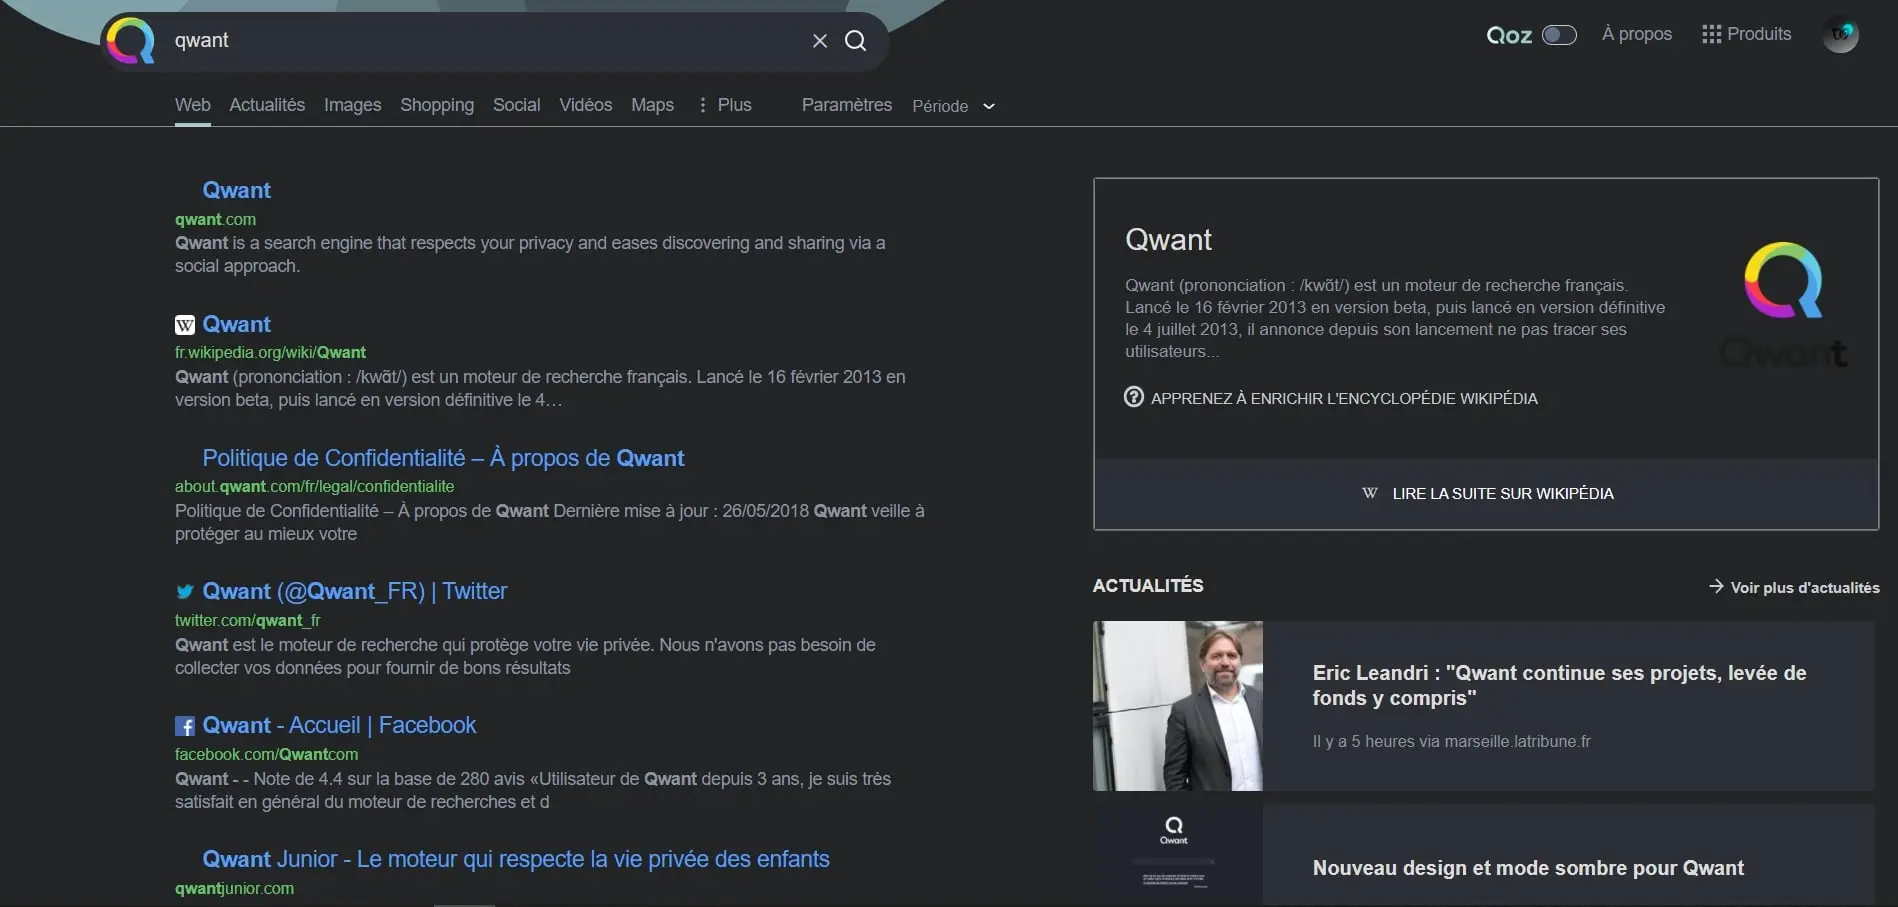 qwant
Qoz
À propos
Produits
Web
Actualités
Images
Shopping
Social
Vidéos
Maps
Plus
Paramètres
Période
Qwant
qwant.com
Qwant is a search engine that respects your privacy and eases discovering and sharing via a
social approach.
W Qwant
fr.wikipedia.org/wiki/Qwant
Qwant (prononciation : /kwɑ̃t/) est un moteur de recherche français. Lancé le 16 février 2013 en
version beta, puis lancé en version définitive le 4…
Politique de Confidentialité – À propos de Qwant
about.qwant.com/fr/legal/confidentialite
Politique de Confidentialité – À propos de Qwant Dernière mise à jour : 26/05/2018 Qwant veille à
protéger au mieux votre
Qwant (@Qwant_FR) | Twitter
twitter.com/qwant_fr
Qwant est le moteur de recherche qui protège votre vie privée. Nous n'avons pas besoin de
collecter vos données pour fournir de bons résultats
Qwant - Accueil | Facebook
facebook.com/Qwantcom
Qwant - - Note de 4.4 sur la base de 280 avis «Utilisateur de Qwant depuis 3 ans, je suis très
satisfait en général du moteur de recherches et d
Qwant Junior - Le moteur qui respecte la vie privée des enfants
qwantjunior.com
Qwant
Qwant (prononciation : /kwɑ̃t/) est un moteur de recherche français.
Lancé le 16 février 2013 en version beta, puis lancé en version définitive
le 4 juillet 2013, il annonce depuis son lancement ne pas tracer ses
utilisateurs...
Qwant
APPRENEZ À ENRICHIR L'ENCYCLOPÉDIE WIKIPÉDIA
W LIRE LA SUITE SUR WIKIPÉDIA
ACTUALITÉS
Voir plus d'actualités
Eric Leandri : "Qwant continue ses projets, levée de
fonds y compris"
Il y a 5 heures via marseille.latribune.fr
Qwant
Nouveau design et mode sombre pour Qwant